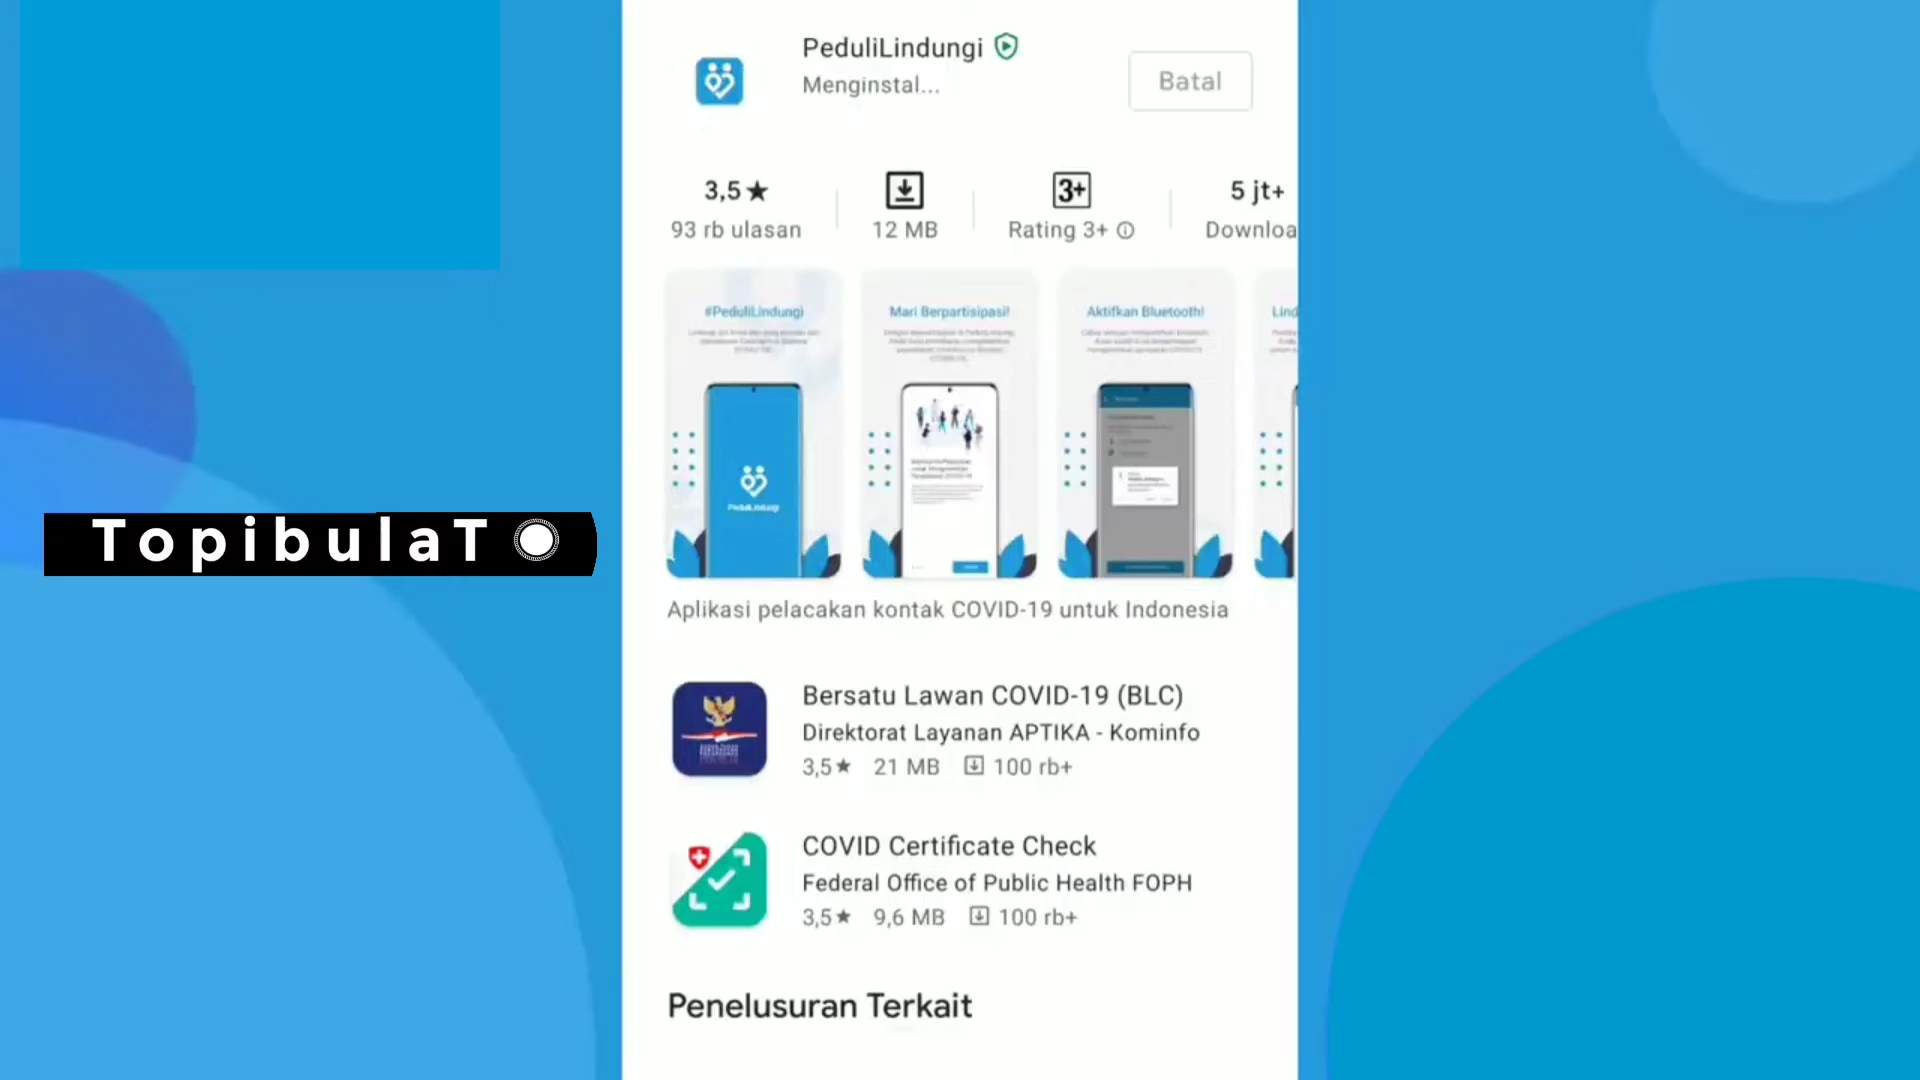 PeduliLindungi
Menginstal...
Batal
3,5★
93 rb ulasan
12 MB
3+
Rating 3+
5 jt+
Downloa
#PeduliLindungi
Mari Berpartisipasi!
Aktifkan Bluetooth!
Lind
PeduliLindungi
TopibulaT
Aplikasi pelacakan kontak COVID-19 untuk Indonesia
Bersatu Lawan COVID-19 (BLC)
Direktorat Layanan APTIKA - Kominfo
3,5★ 21 MB 100 rb+
COVID Certificate Check
Federal Office of Public Health FOPH
3,5★ 9,6 MB 100 rb+
Penelusuran Terkait